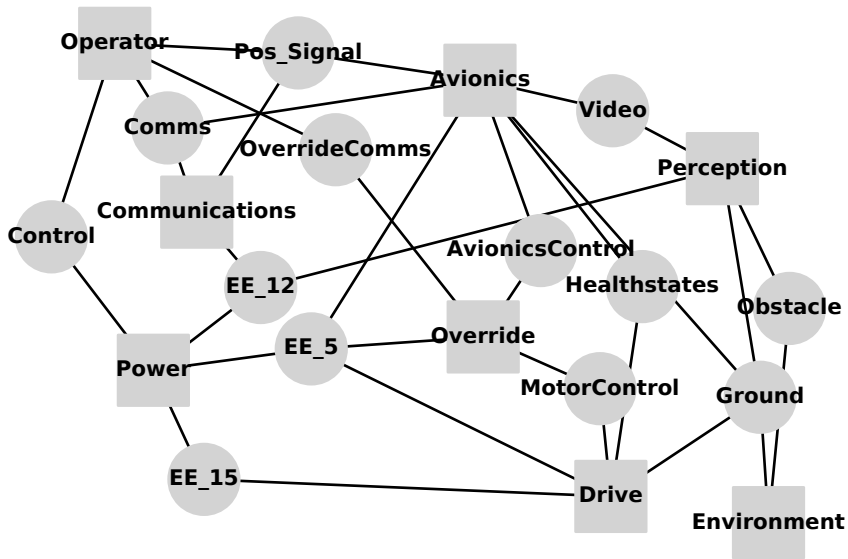 Operator
Pos_Signal
Avionics
Video
Comms
OverrideComms
Perception
Communications
Control
AvionicsControl
EE_12
Healthstates
Obstacle
Override
EE_5
Power
MotorControl
Ground
EE_15
Drive
Environment